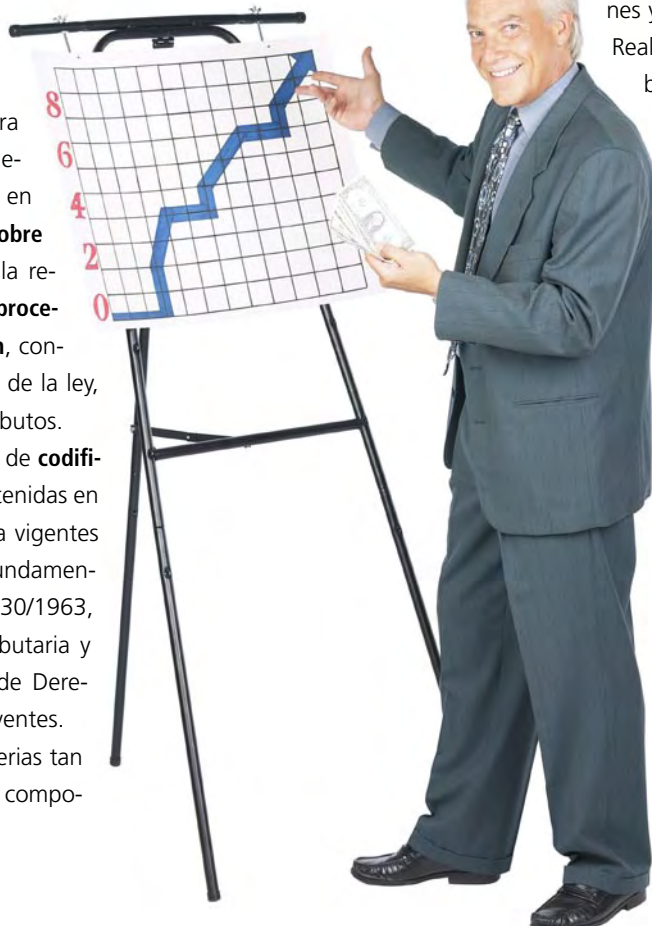 nes y
Real
b
ra
e-
en
obre
la re-
proce-
n, con-
de la ley,
butos.
de codifi-
tenidas en
a vigentes
undamen-
30/1963,
butaria y
de Dere-
yentes.
erias tan
compo-
8
6
4
2
0